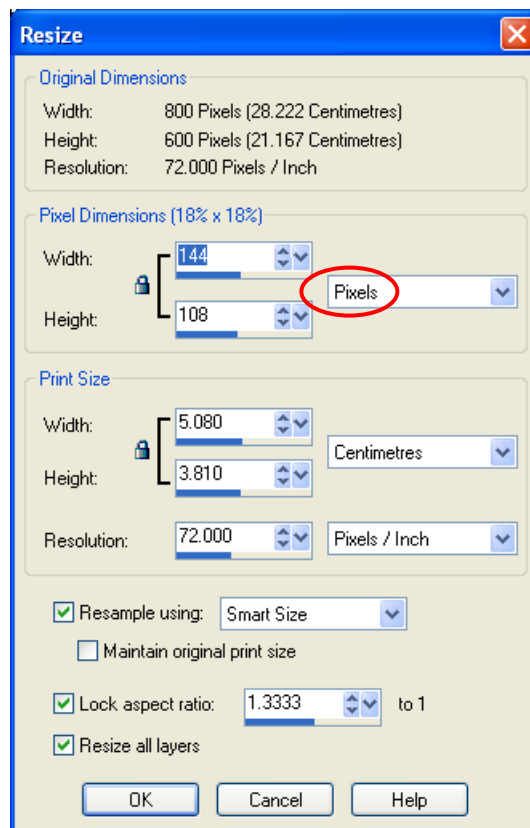 Resize
Original Dimensions
Width: 800 Pixels (28.222 Centimetres)
Height: 600 Pixels (21.167 Centimetres)
Resolution: 72.000 Pixels / Inch
Pixel Dimensions (18% x 18%)
Width: 144
Pixels
Height: 108
Print Size
Width: 5.080
Centimetres
Height: 3.810
Resolution: 72.000 Pixels / Inch
Resample using: Smart Size
Maintain original print size
Lock aspect ratio: 1.3333 to 1
Resize all layers
OK Cancel Help